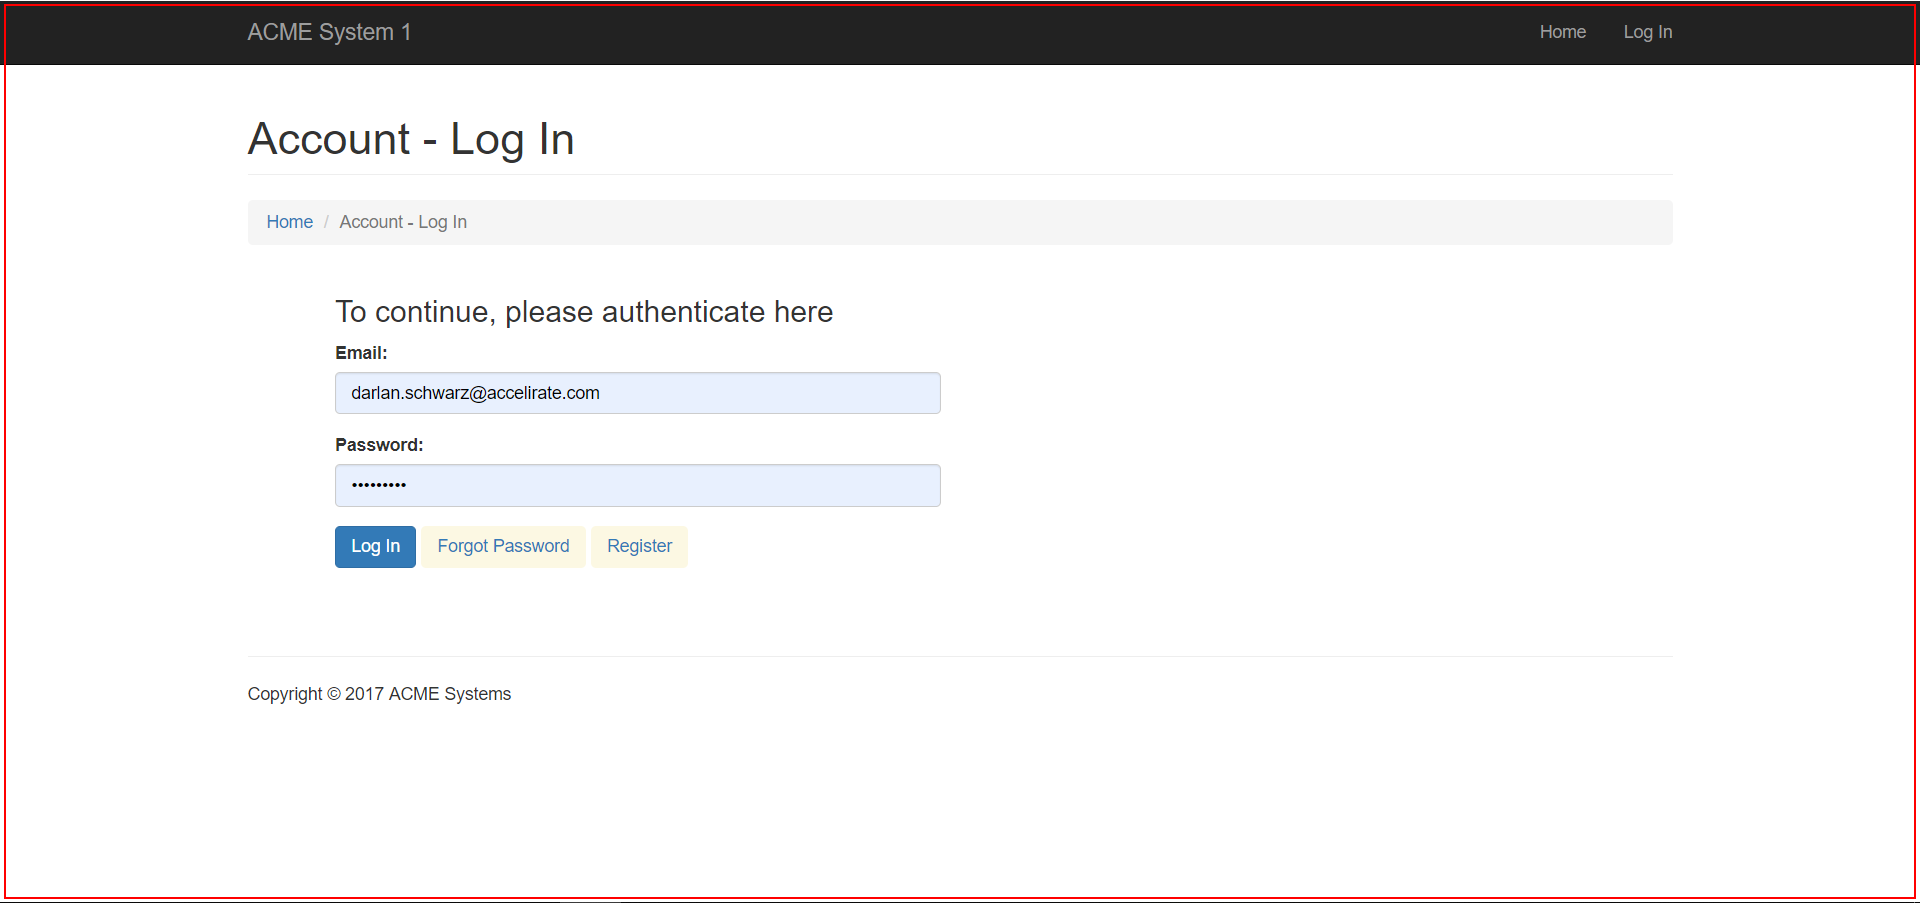 ACME System 1 Home Log In
Account - Log In
Home / Account - Log In
To continue, please authenticate here
Email:
darlan.schwarz@accelirate.com
Password:
•••••••••
Log In Forgot Password Register
Copyright © 2017 ACME Systems